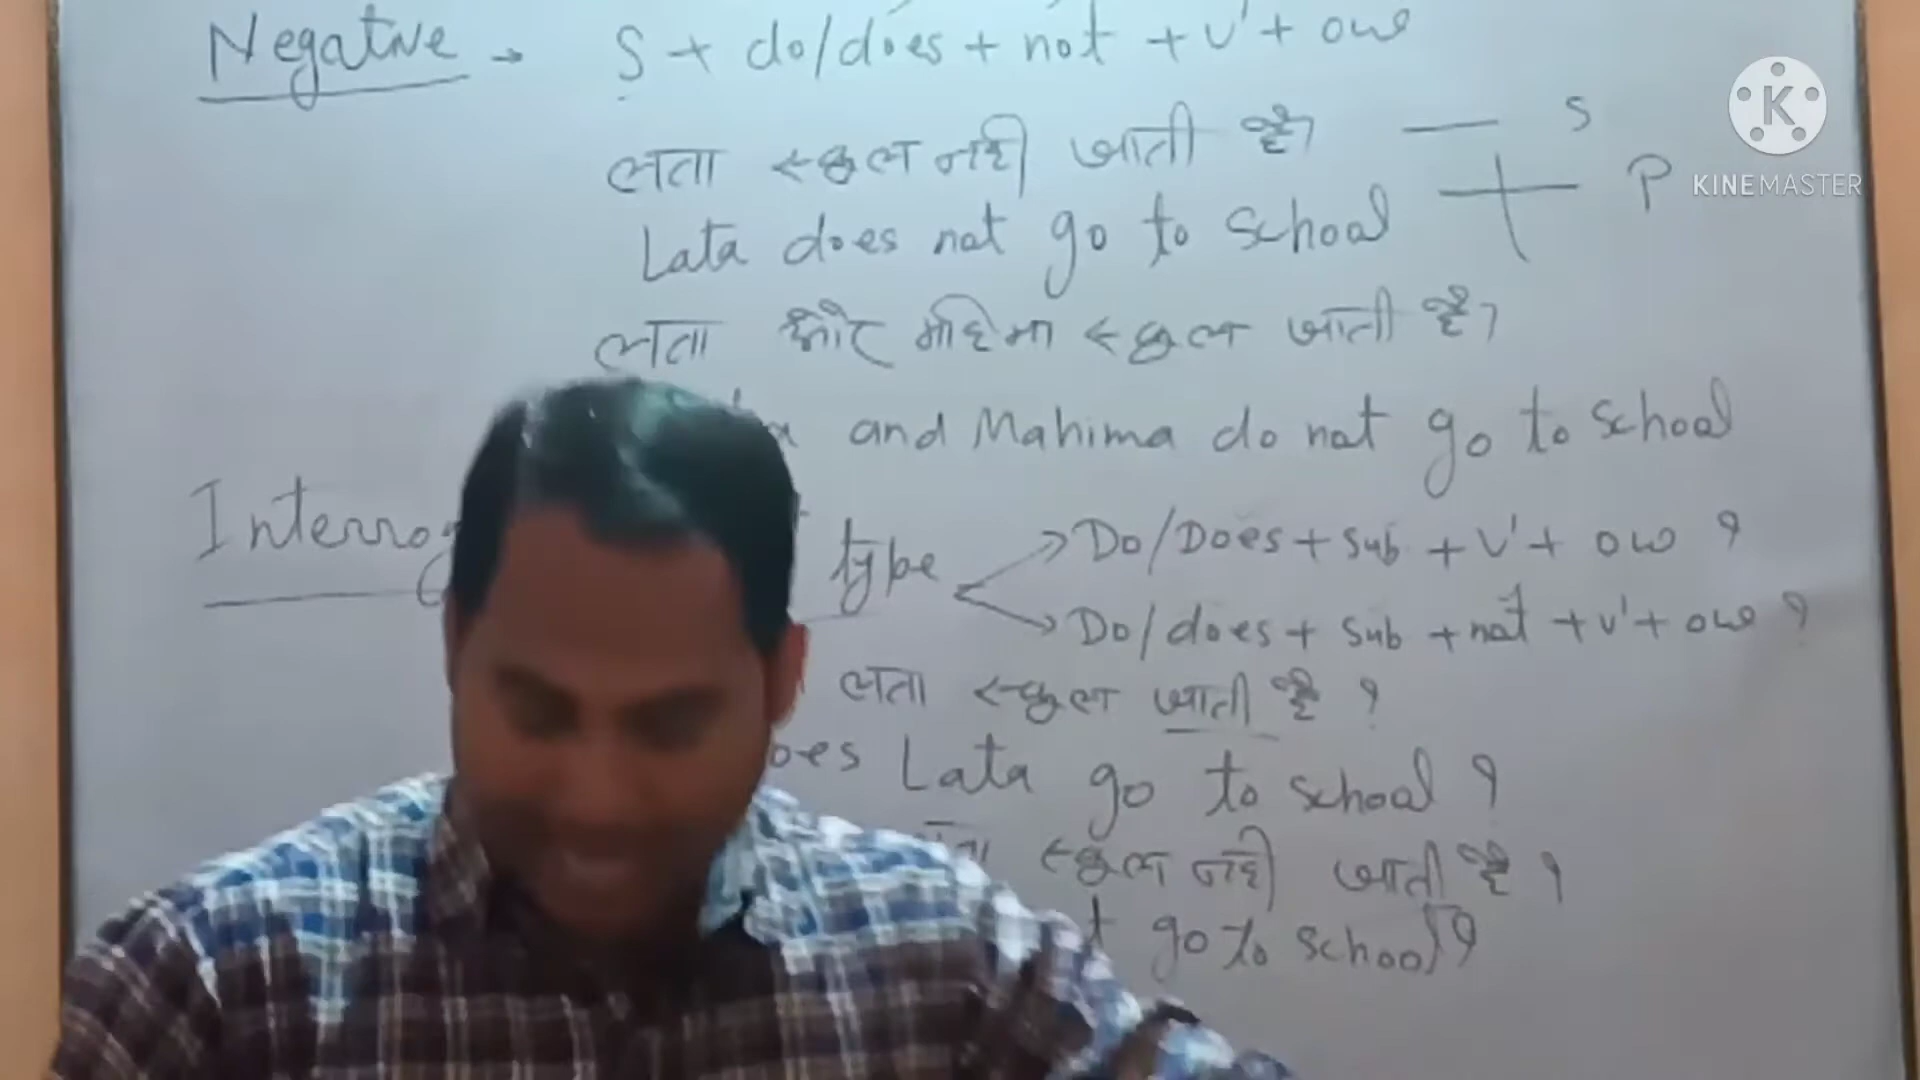 Negative → S + do/does + not + V' + ow
लता स्कूल नही जाती है।
S
Lata does not go to school
P
लता और महिमा स्कूल जाती है।
and Mahima do not go to school
type
Do/Does + Sub + V' + ow ?
Do/does + Sub + not + V' + ow ?
लता स्कूल जाती है ?
Lata go to school ?
स्कूल नही जाती है ?
go to school ?
K
KINEMASTER